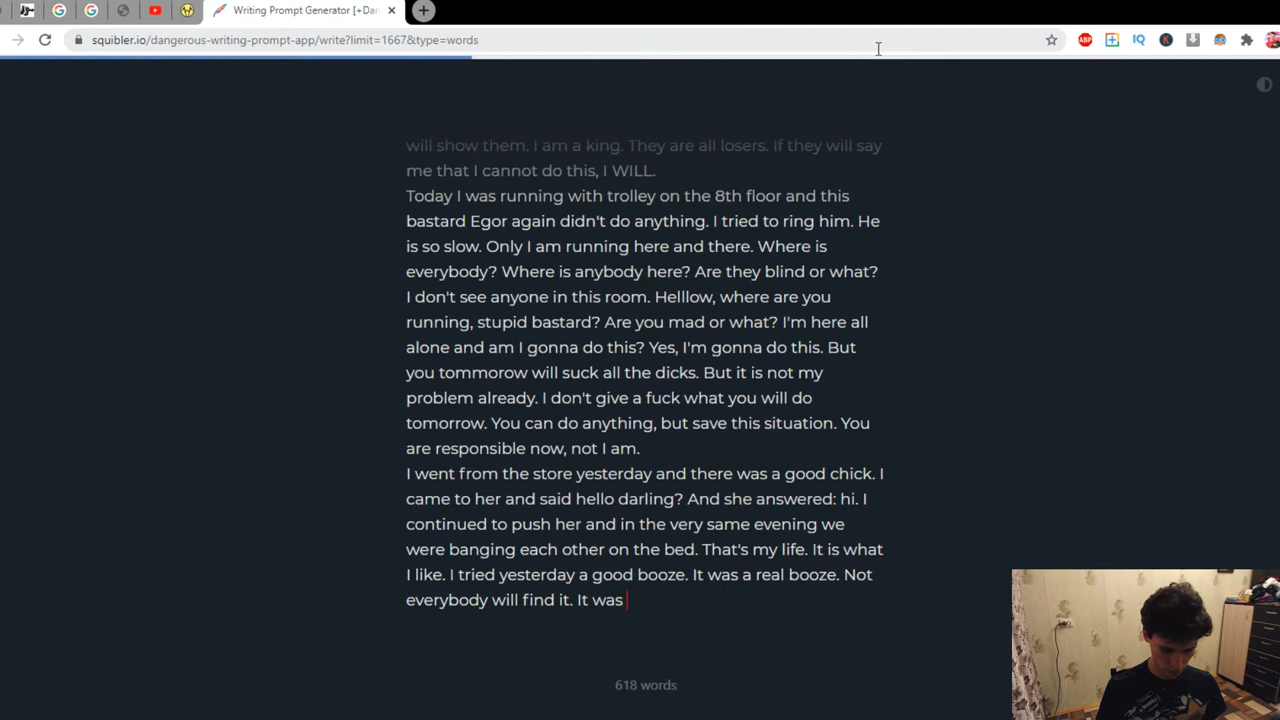 Writing Prompt Generator [+Dan
squibler.io/dangerous-writing-prompt-app/write?limit=1667&type=words
ABP
IQ
K
will show them. I am a king. They are all losers. If they will say
me that I cannot do this, I WILL.
Today I was running with trolley on the 8th floor and this
bastard Egor again didn't do anything. I tried to ring him. He
is so slow. Only I am running here and there. Where is
everybody? Where is anybody here? Are they blind or what?
I don't see anyone in this room. Helllow, where are you
running, stupid bastard? Are you mad or what? I'm here all
alone and am I gonna do this? Yes, I'm gonna do this. But
you tommorow will suck all the dicks. But it is not my
problem already. I don't give a fuck what you will do
tomorrow. You can do anything, but save this situation. You
are responsible now, not I am.
I went from the store yesterday and there was a good chick. I
came to her and said hello darling? And she answered: hi. I
continued to push her and in the very same evening we
were banging each other on the bed. That's my life. It is what
I like. I tried yesterday a good booze. It was a real booze. Not
everybody will find it. It was
618 words